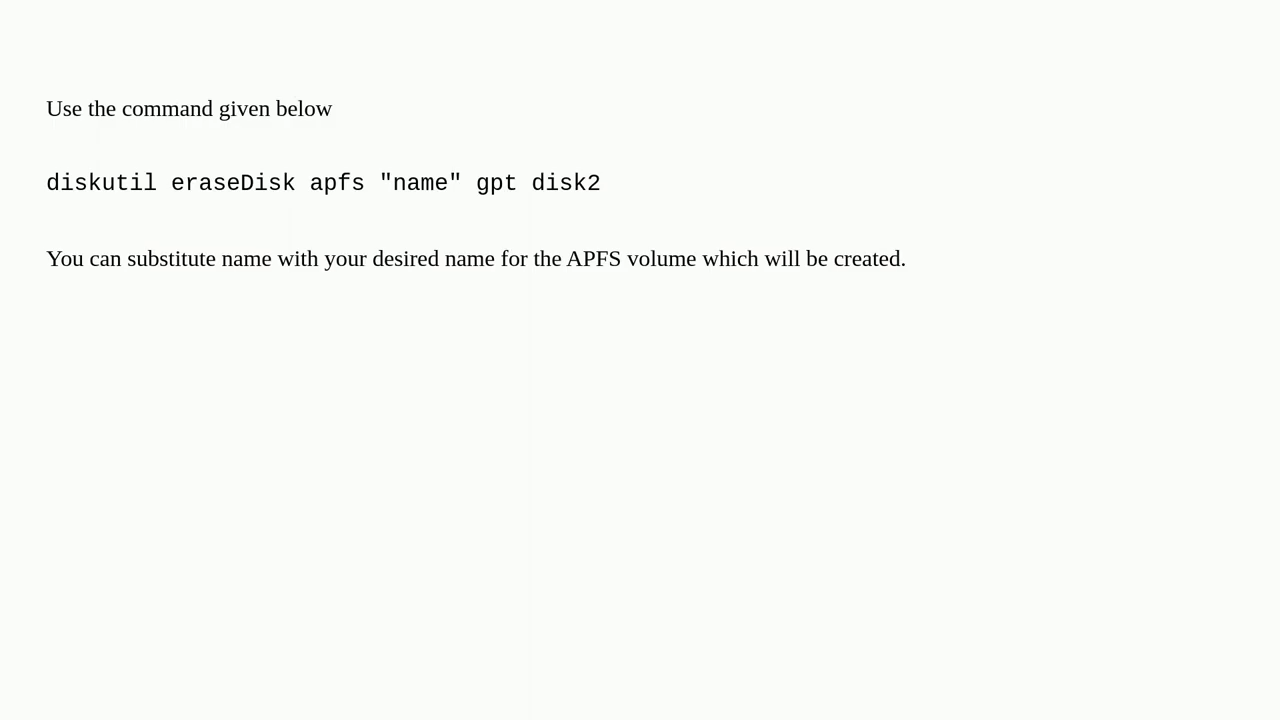 Use the command given below
diskutil eraseDisk apfs "name" gpt disk2
You can substitute name with your desired name for the APFS volume which will be created.